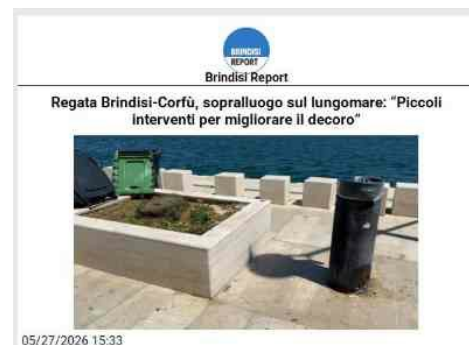 BRINDISI
REPORT
Brindisi Report
Regata Brindisi-Corfù, sopralluogo sul lungomare: “Piccoli
interventi per migliorare il decoro”
05/27/2026 15:33